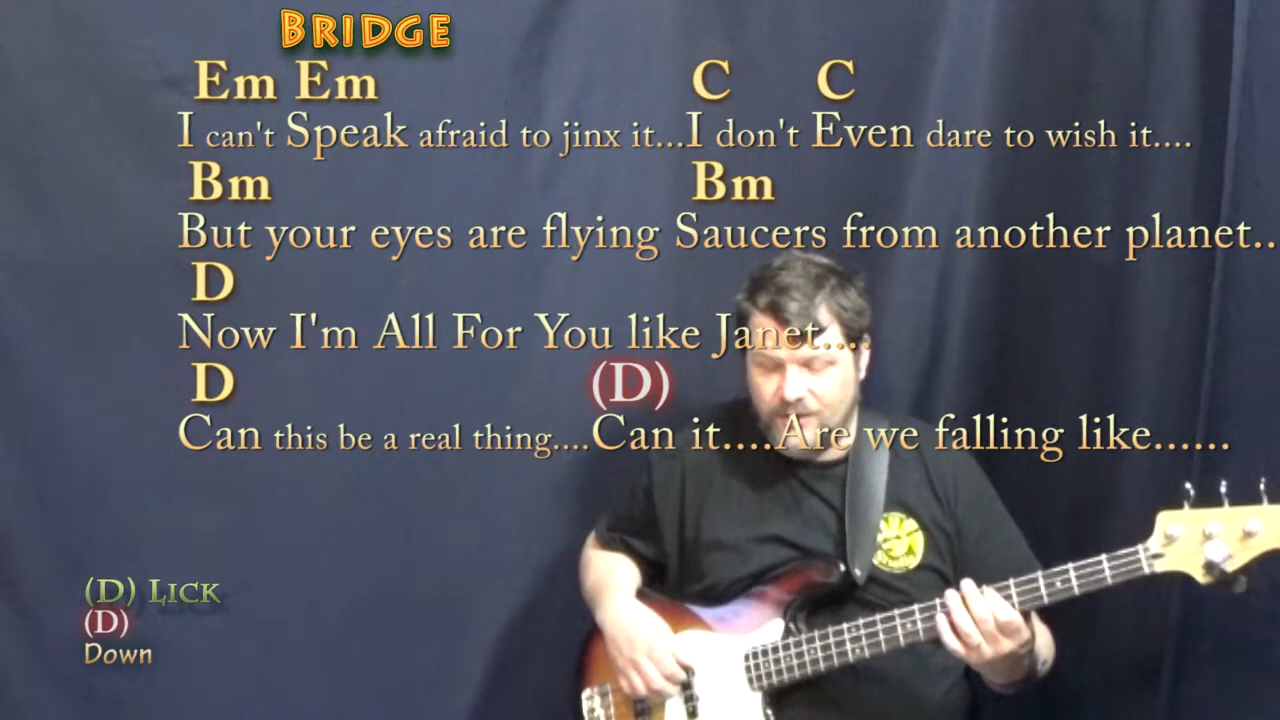 BRIDGE
Em Em C C
I can't Speak afraid to jinx it...I don't Even dare to wish it....
Bm Bm
But your eyes are flying Saucers from another planet..
D
Now I'm All For You like Janet....
D (D)
Can this be a real thing....Can it....Are we falling like......
(D) LICK
(D)
Down